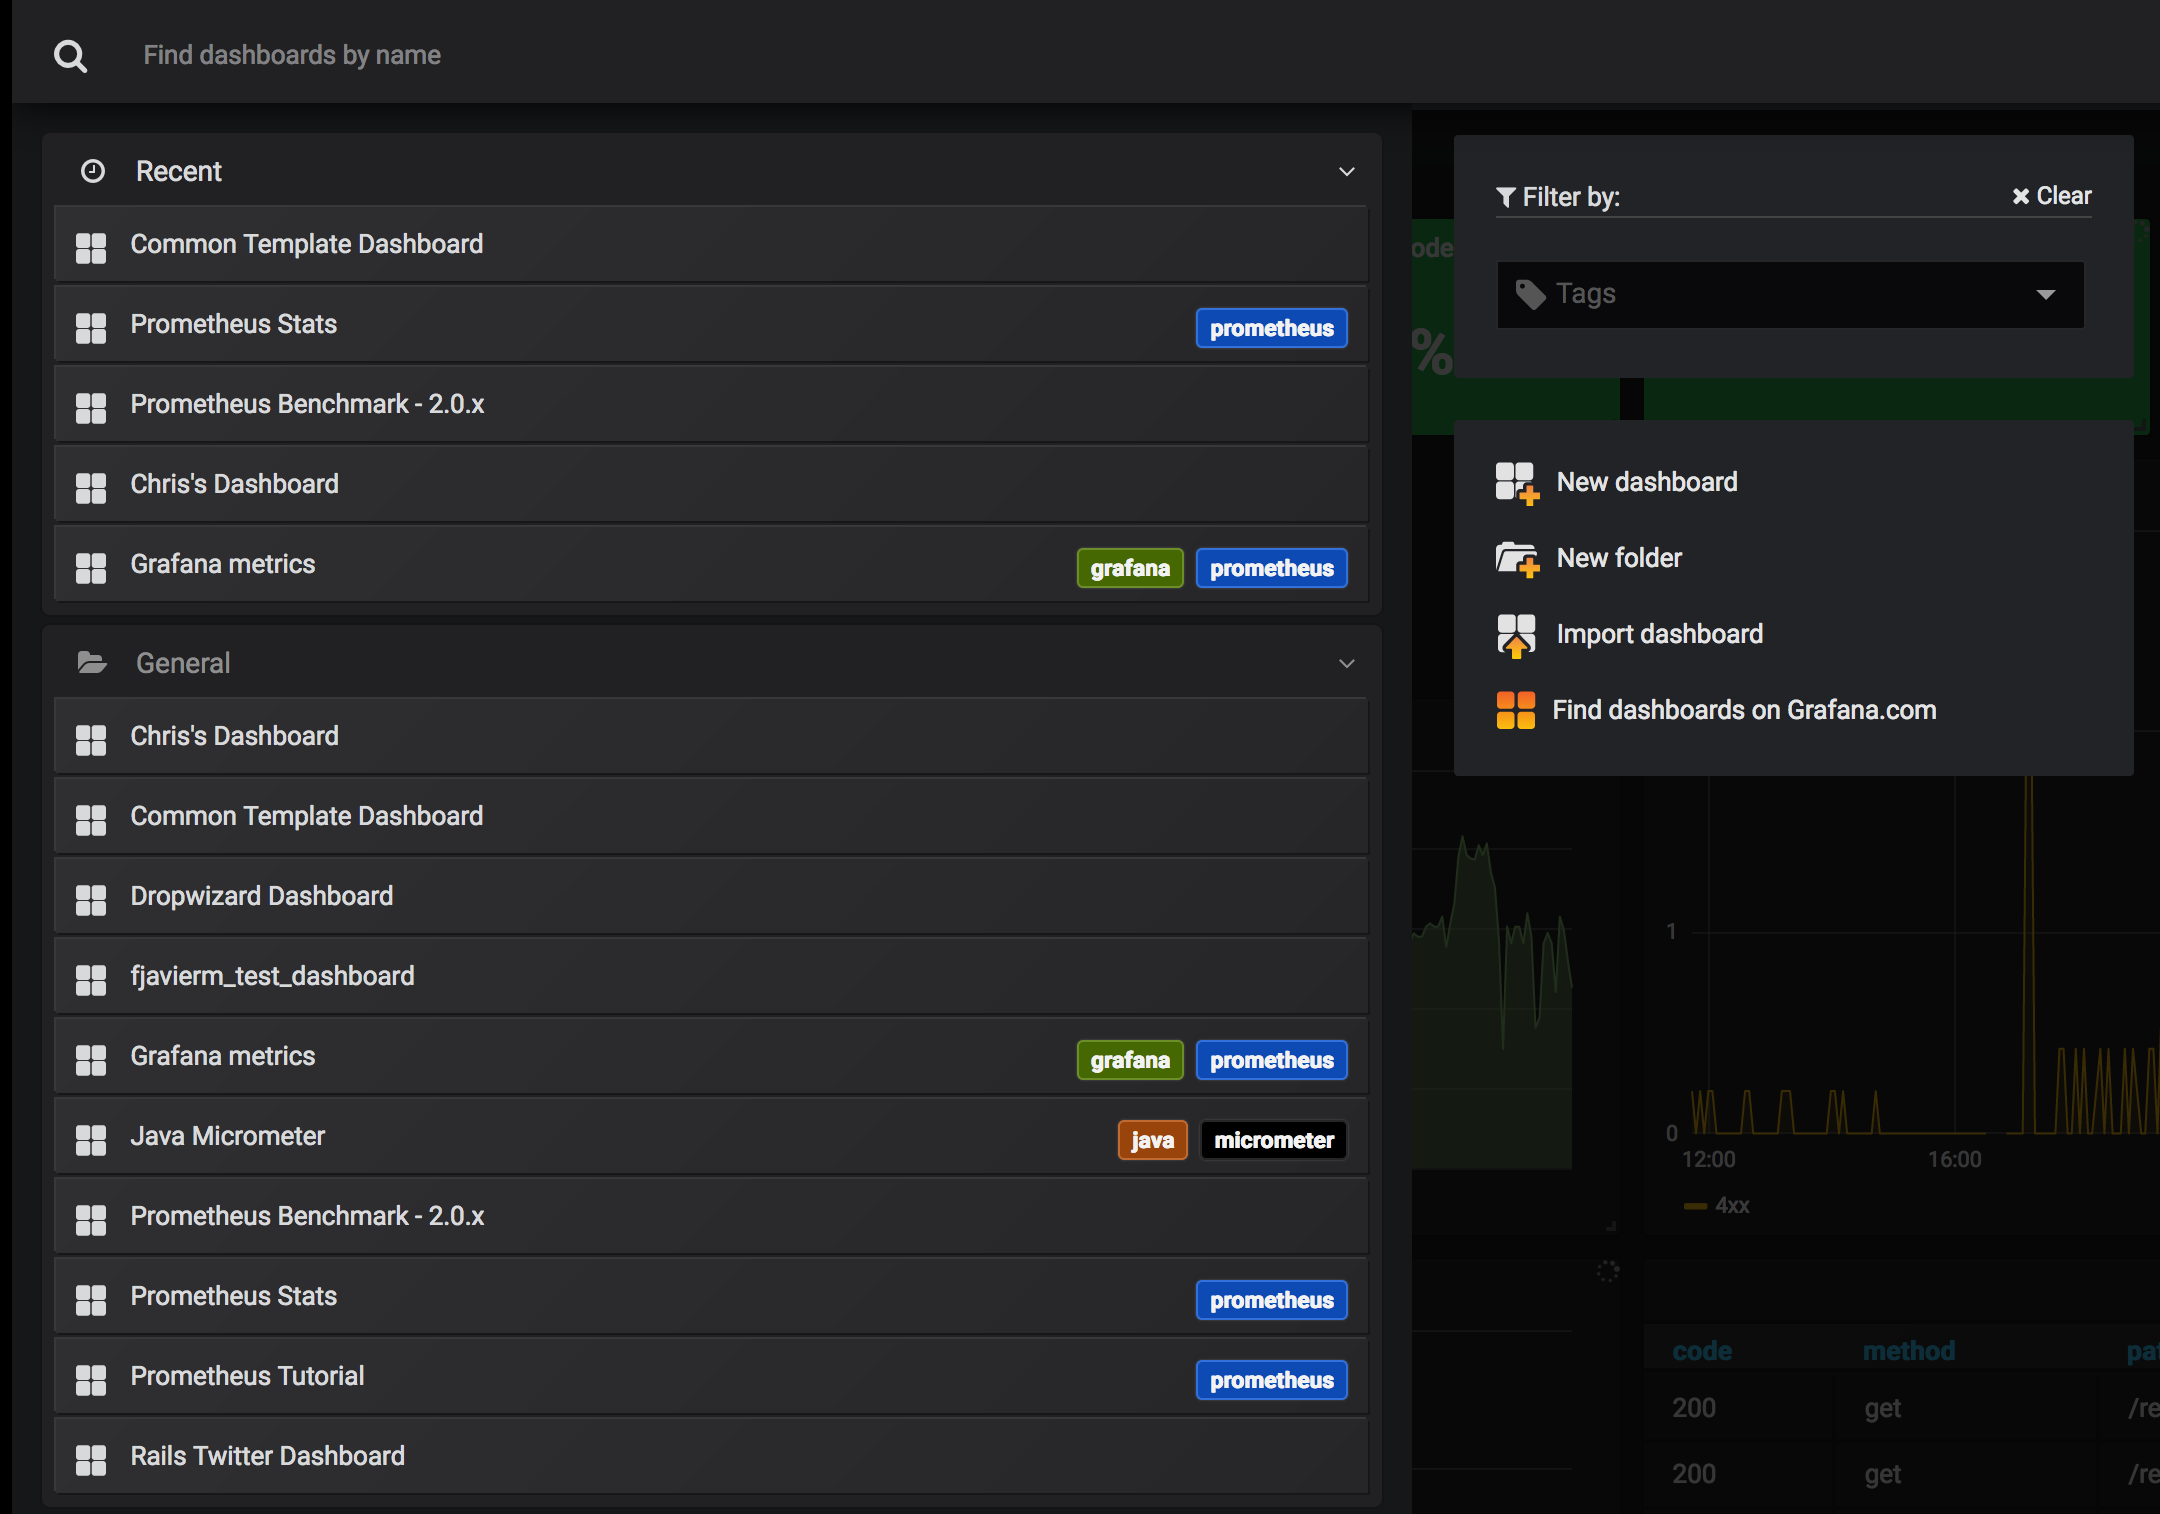 Find dashboards by name
Recent
Common Template Dashboard
Prometheus Stats prometheus
Prometheus Benchmark - 2.0.x
Chris's Dashboard
Grafana metrics grafana prometheus
General
Chris's Dashboard
Common Template Dashboard
Dropwizard Dashboard
fjavierm_test_dashboard
Grafana metrics grafana prometheus
Java Micrometer java micrometer
Prometheus Benchmark - 2.0.x
Prometheus Stats prometheus
Prometheus Tutorial prometheus
Rails Twitter Dashboard
Filter by: Clear
Tags
New dashboard
New folder
Import dashboard
Find dashboards on Grafana.com
ode
%
1
0
12:00 16:00
4xx
code method pa
200 get /re
200 get /re